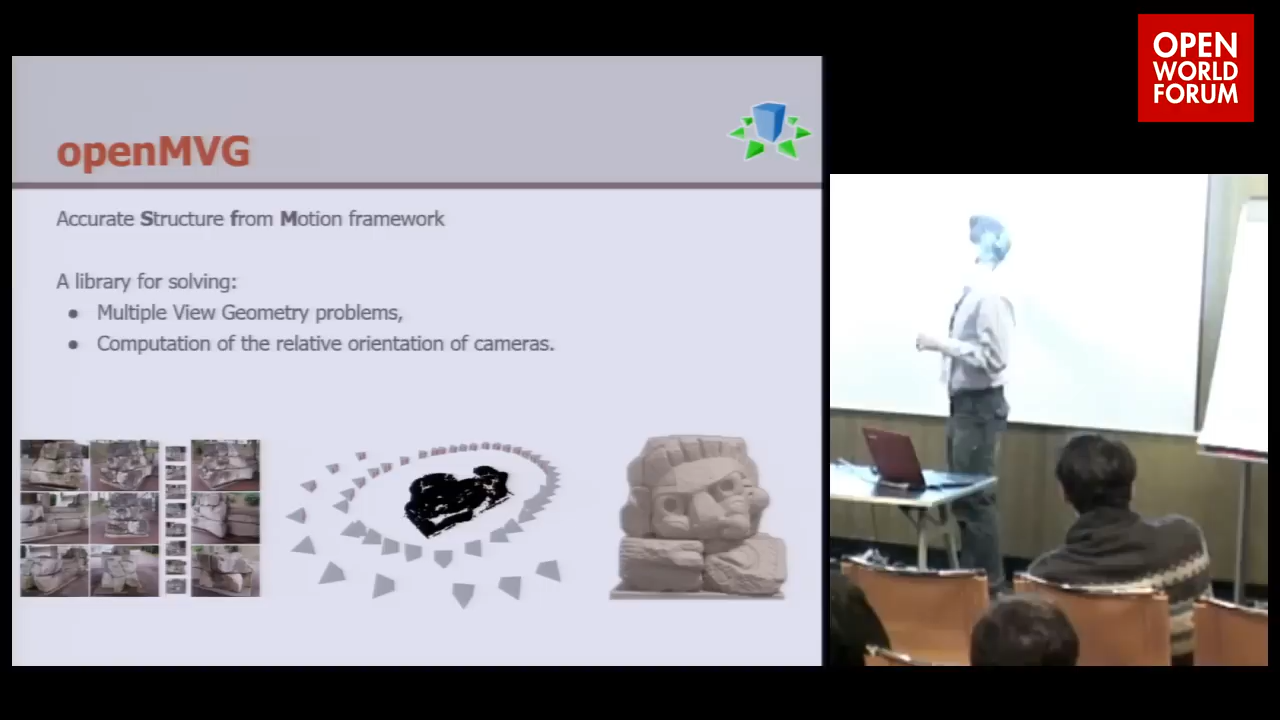 OPEN
WORLD
FORUM
openMVG
Accurate Structure from Motion framework
A library for solving:
● Multiple View Geometry problems,
● Computation of the relative orientation of cameras.